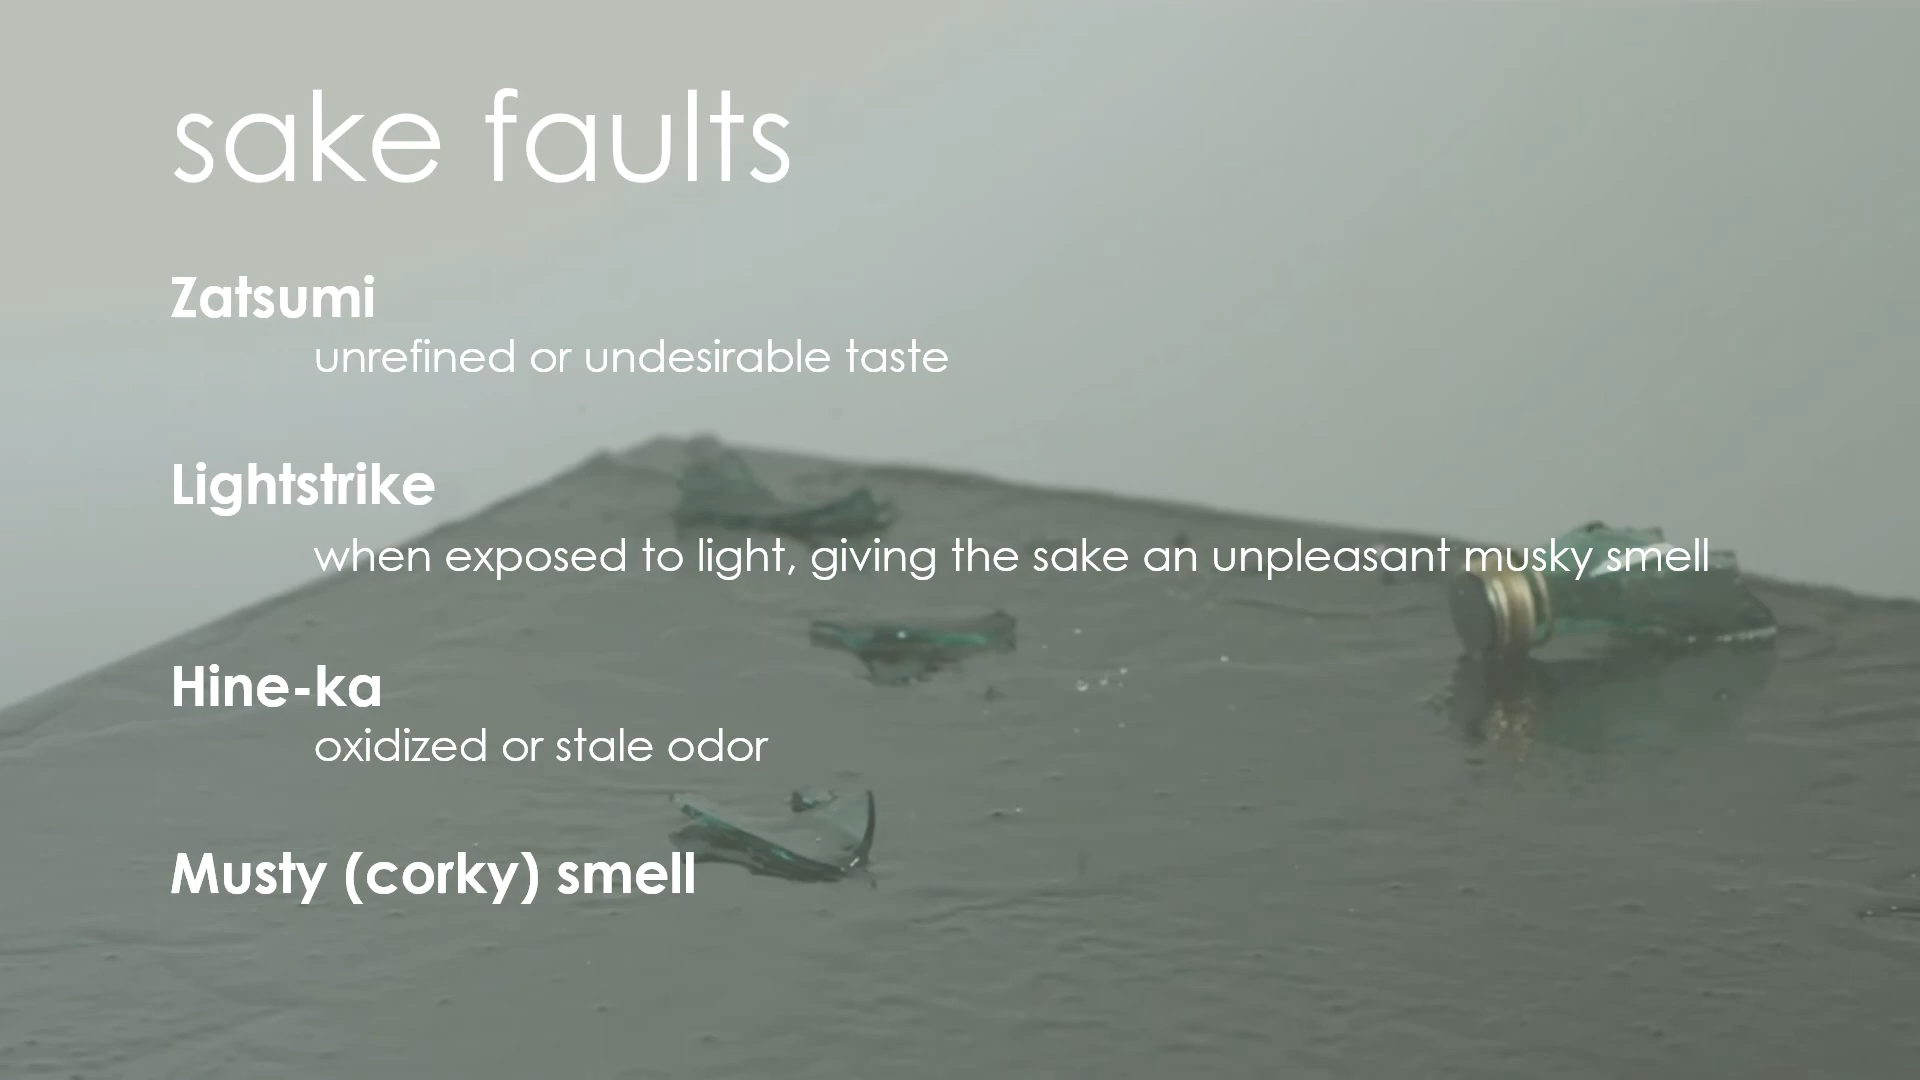 sake faults
Zatsumi
unrefined or undesirable taste
Lightstrike
when exposed to light, giving the sake an unpleasant musky smell
Hine-ka
oxidized or stale odor
Musty (corky) smell